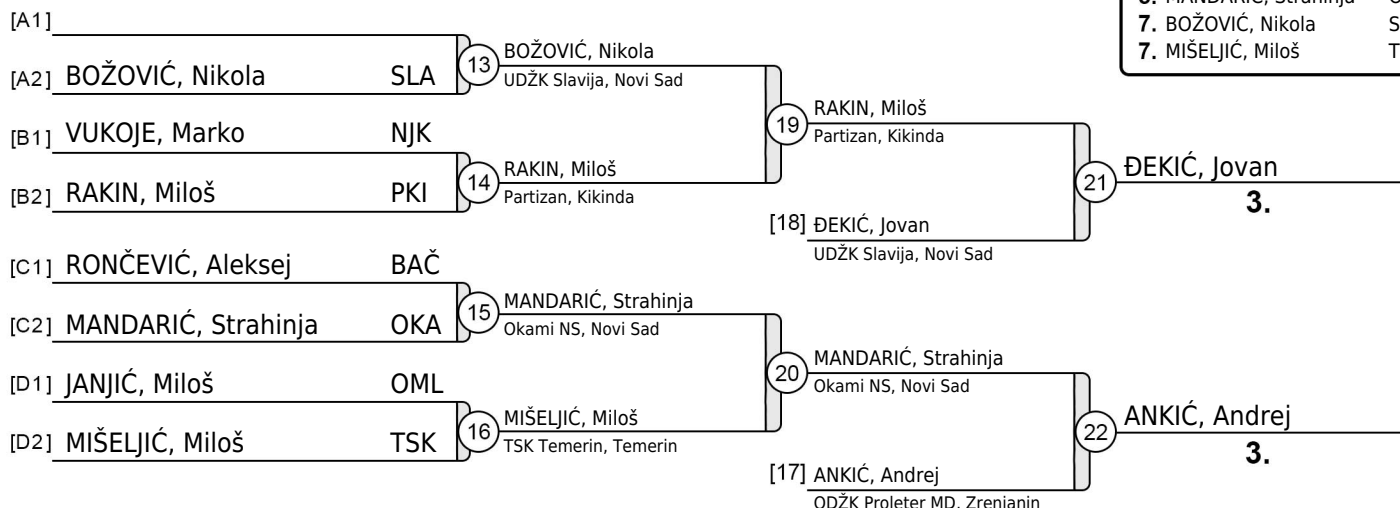 5. MANDARIĆ, Strahinja
[A1]
7. BOŽOVIĆ, Nikola S
BOŽOVIĆ, Nikola
7. MIŠELJIĆ, Miloš T
13
[A2] BOŽOVIĆ, Nikola SLA
UDŽK Slavija, Novi Sad
RAKIN, Miloš
19
[B1] VUKOJE, Marko NJK
Partizan, Kikinda
RAKIN, Miloš
ĐEKIĆ, Jovan
14
21
[B2] RAKIN, Miloš PKI
Partizan, Kikinda
3.
[18] ĐEKIĆ, Jovan
UDŽK Slavija, Novi Sad
[C1] RONČEVIĆ, Aleksej BAČ
MANDARIĆ, Strahinja
15
[C2] MANDARIĆ, Strahinja OKA
Okami NS, Novi Sad
MANDARIĆ, Strahinja
20
[D1] JANJIĆ, Miloš OML
Okami NS, Novi Sad
MIŠELJIĆ, Miloš
ANKIĆ, Andrej
16
22
[D2] MIŠELJIĆ, Miloš TSK
TSK Temerin, Temerin
3.
[17] ANKIĆ, Andrej
ODŽK Proleter MD, Zrenjanin